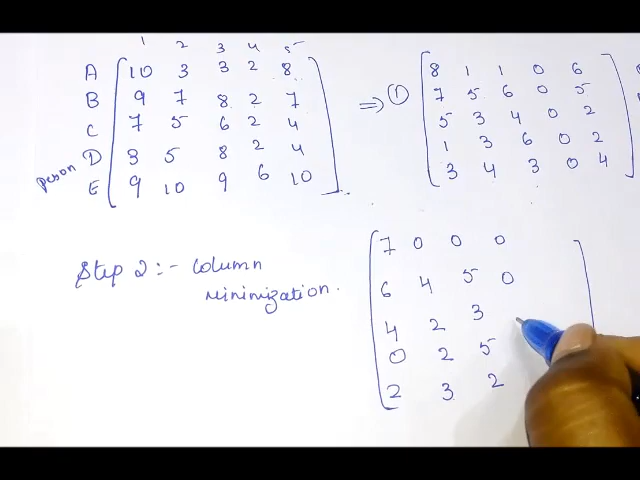 1 2 3 4 5
A 10 3 3 2 8
B 9 7 8 2 7
C 7 5 6 2 4
D 3 5 8 2 4
E 9 10 9 6 10
person
⇒ ①
8 1 1 0 6
7 5 6 0 5
5 3 4 0 2
1 3 6 0 2
3 4 3 0 4
Step 2 :- column
minimization.
7 0 0 0
6 4 5 0
4 2 3
0 2 5
2 3 2